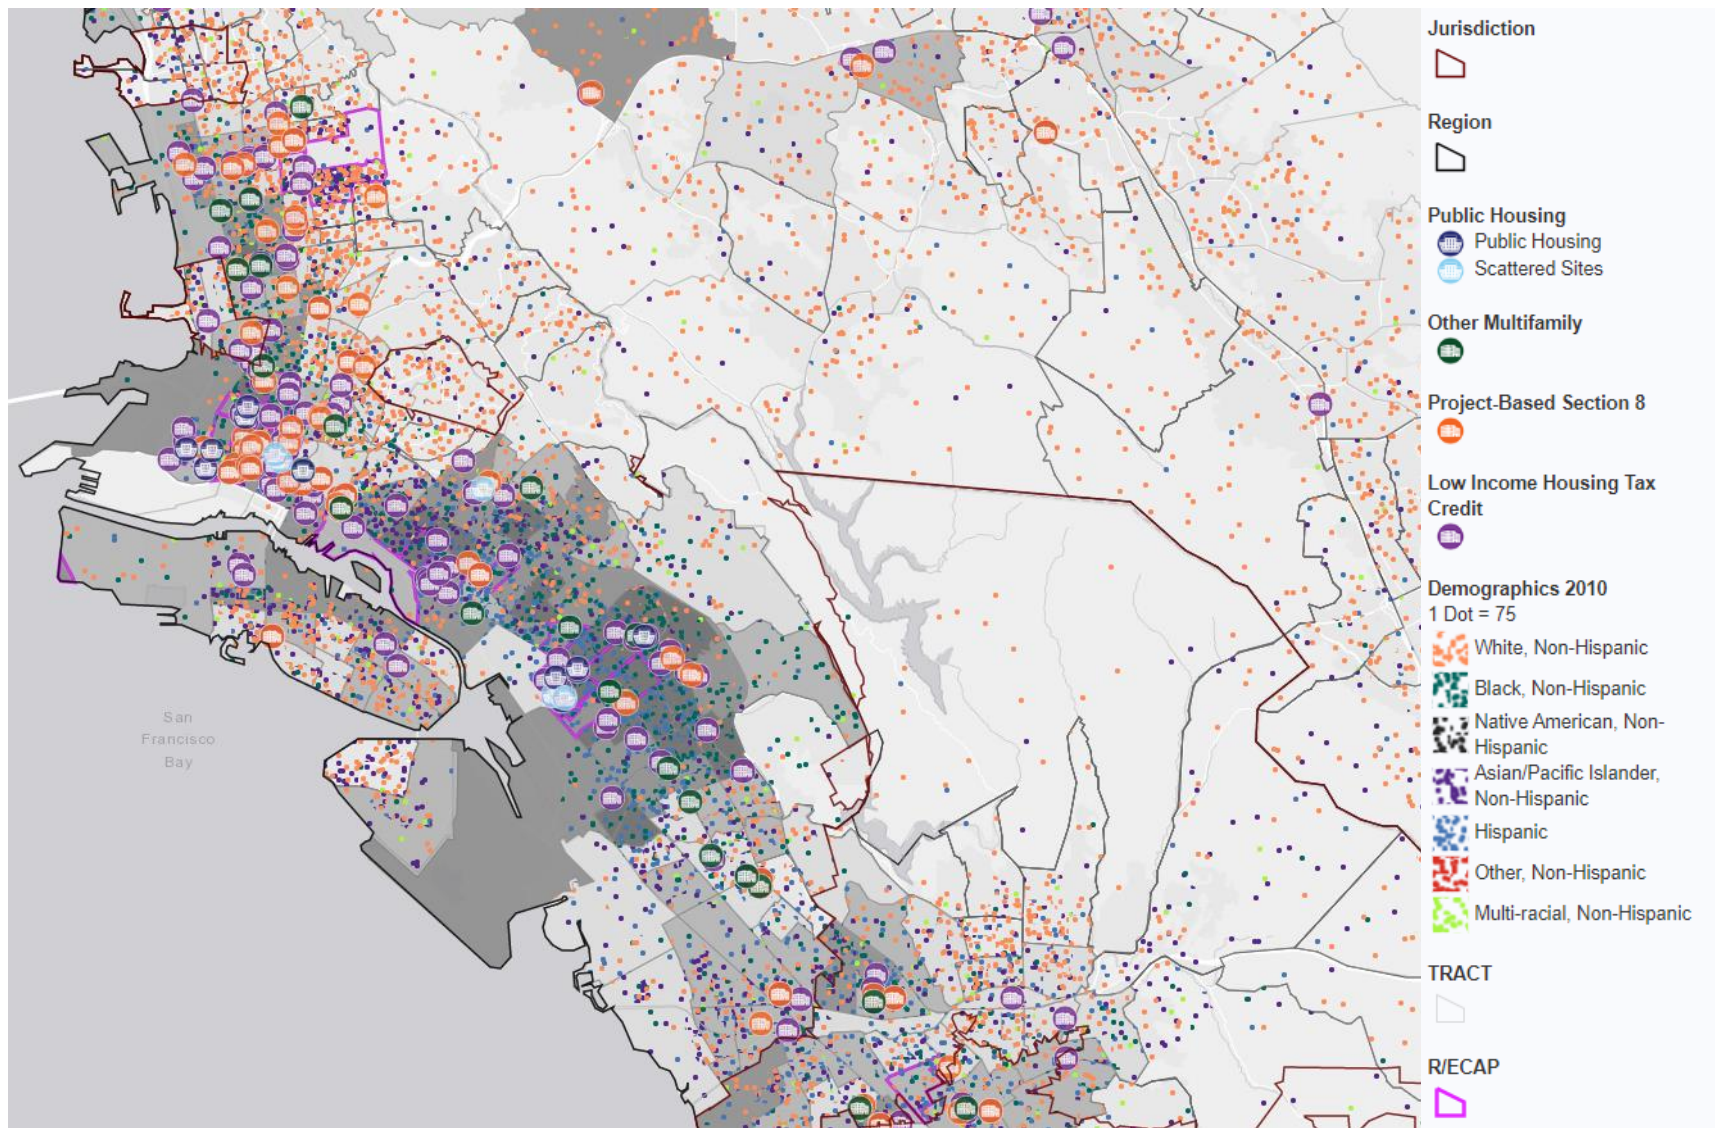 San
Francisco
Bay
Jurisdiction
Region
Public Housing
Public Housing
Scattered Sites
Other Multifamily
Project-Based Section 8
Low Income Housing Tax
Credit
Demographics 2010
1 Dot = 75
White, Non-Hispanic
Black, Non-Hispanic
Native American, Non-
Hispanic
Asian/Pacific Islander,
Non-Hispanic
Hispanic
Other, Non-Hispanic
Multi-racial, Non-Hispanic
TRACT
R/ECAP